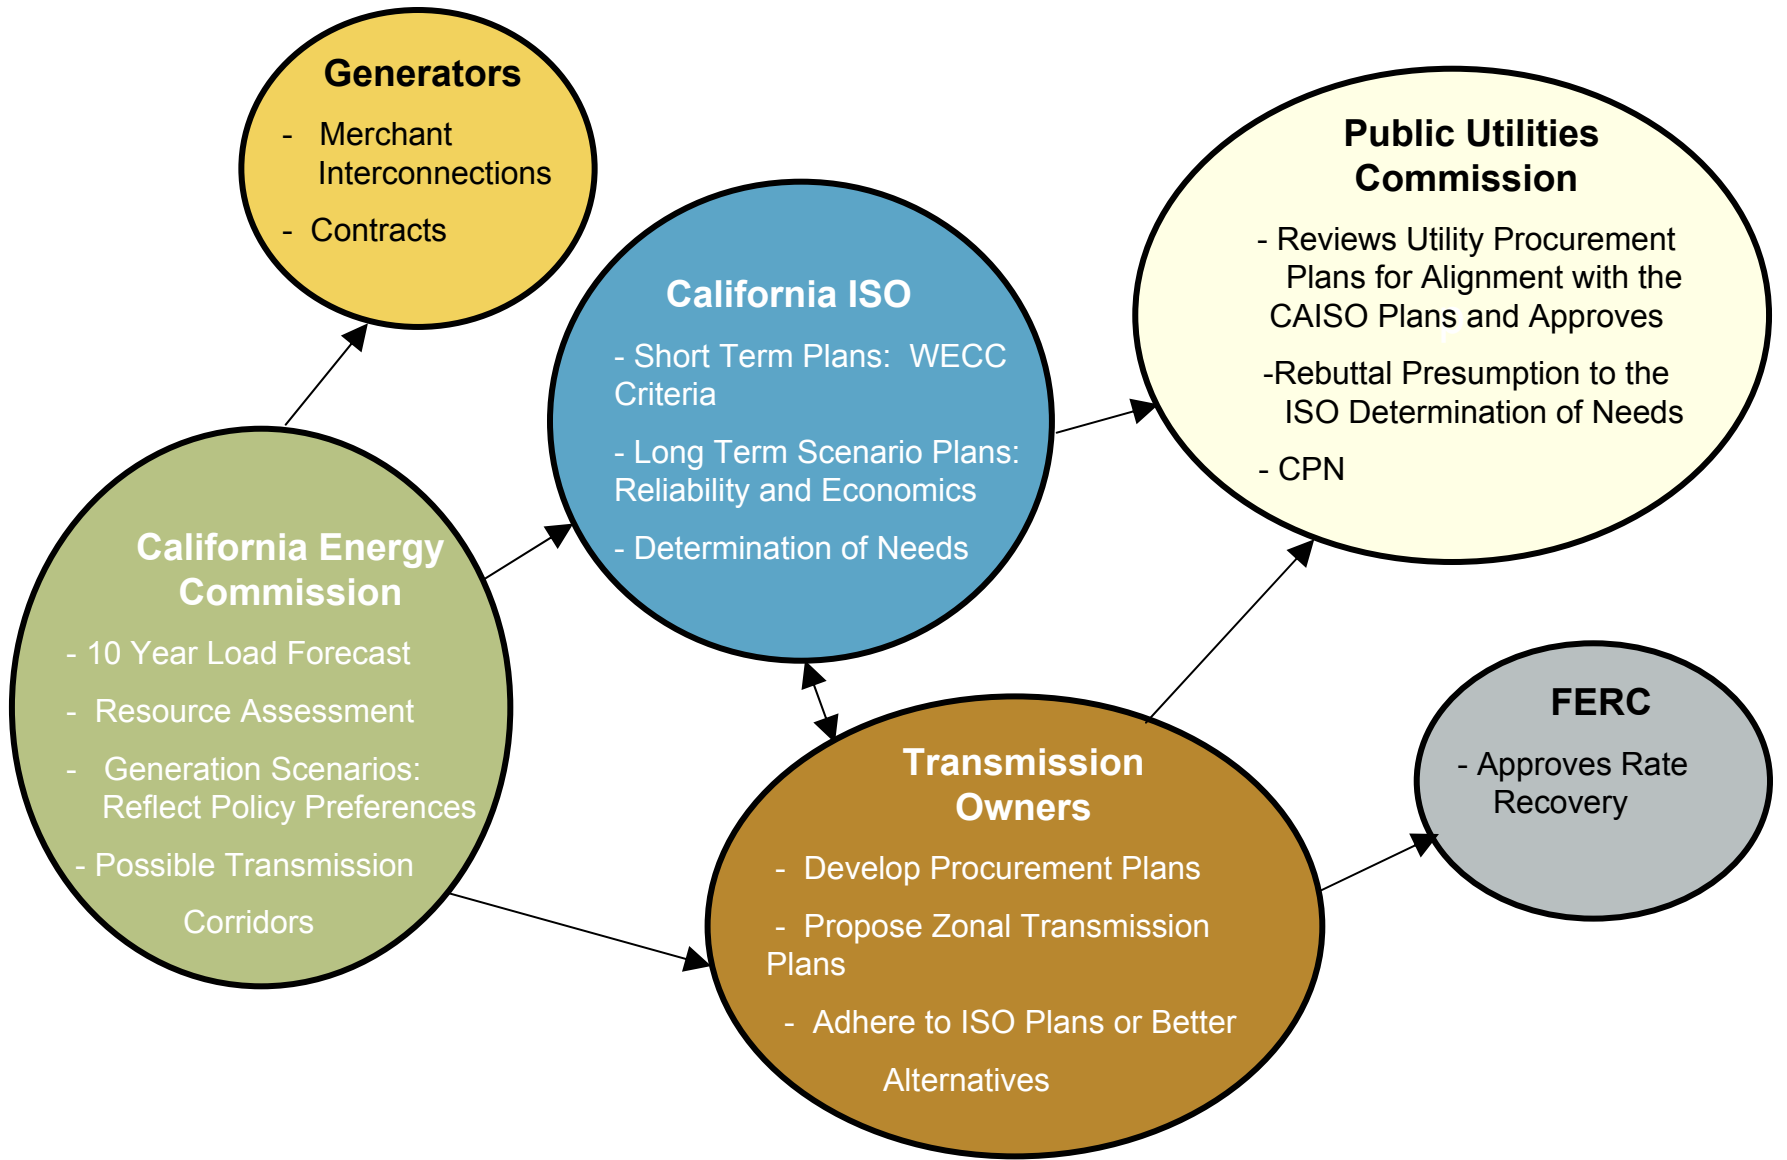 Generators
- Merchant
Interconnections
- Contracts
Public Utilities
Commission
- Reviews Utility Procurement
Plans for Alignment with the
CAISO Plans and Approves
-Rebuttal Presumption to the
ISO Determination of Needs
- CPN
California ISO
- Short Term Plans: WECC
Criteria
- Long Term Scenario Plans:
Reliability and Economics
- Determination of Needs
California Energy
Commission
- 10 Year Load Forecast
- Resource Assessment
- Generation Scenarios:
Reflect Policy Preferences
- Possible Transmission
Corridors
Transmission
Owners
- Develop Procurement Plans
- Propose Zonal Transmission
Plans
- Adhere to ISO Plans or Better
Alternatives
FERC
- Approves Rate
Recovery